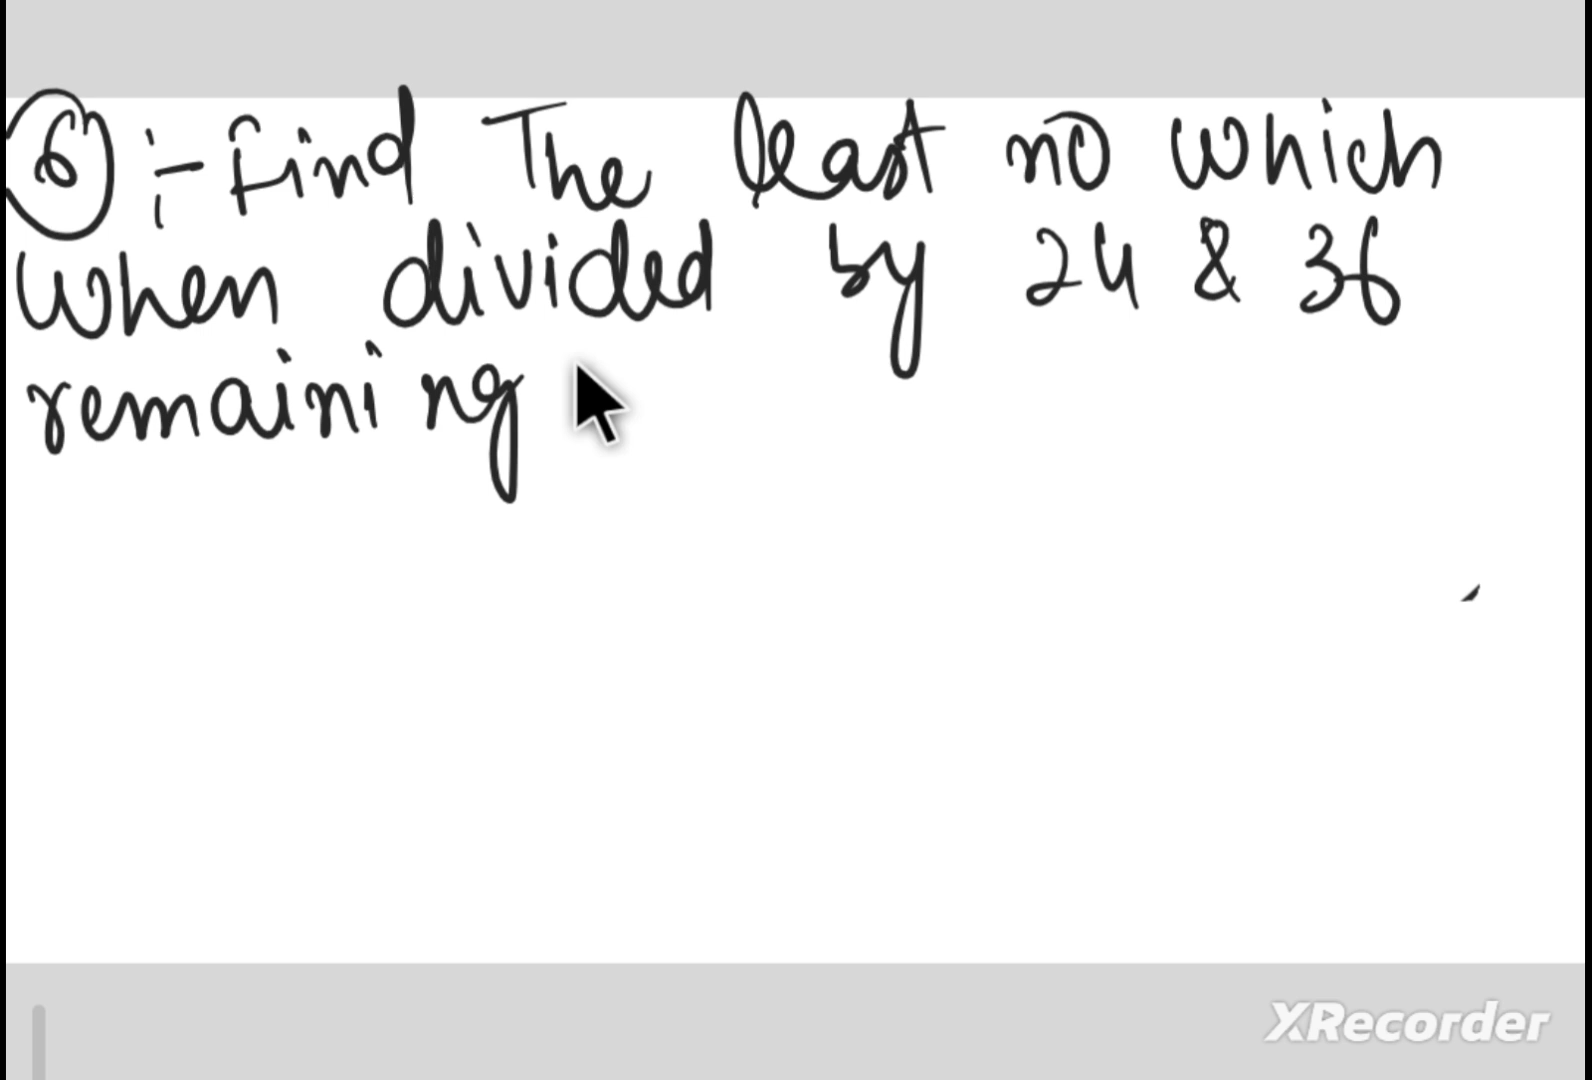 6 :- Find The least no which
when divided by 24 & 36
remaining
XRecorder